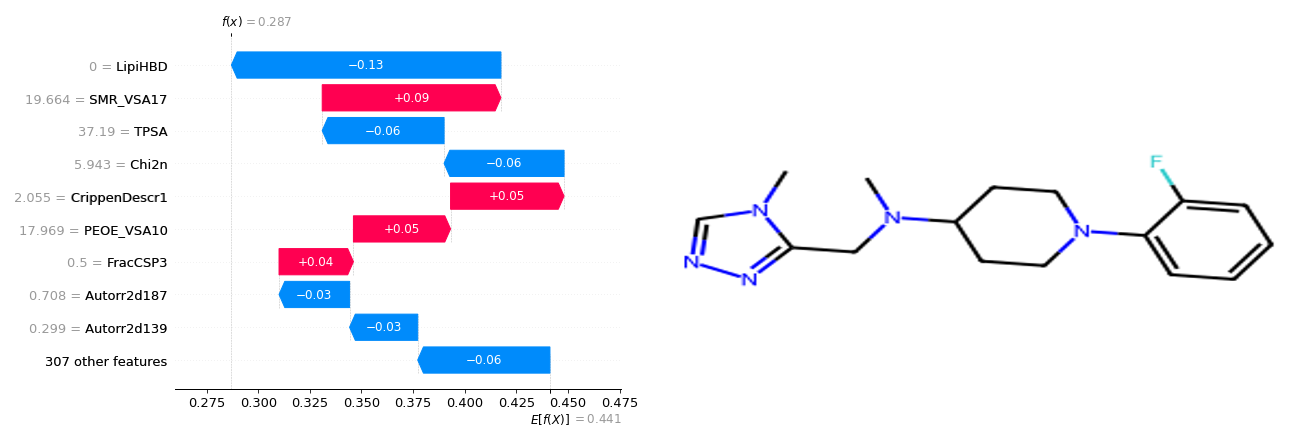 f(x) = 0.287
0 = LipiHBD
−0.13
19.664 = SMR_VSA17
+0.09
37.19 = TPSA
−0.06
5.943 = Chi2n
−0.06
2.055 = CrippenDescr1
+0.05
17.969 = PEOE_VSA10
+0.05
0.5 = FracCSP3
+0.04
0.708 = Autorr2d187
−0.03
0.299 = Autorr2d139
−0.03
307 other features
−0.06
0.275 0.300 0.325 0.350 0.375 0.400 0.425 0.450 0.475
E[f(X)] = 0.441
F
N
N
N
N
N